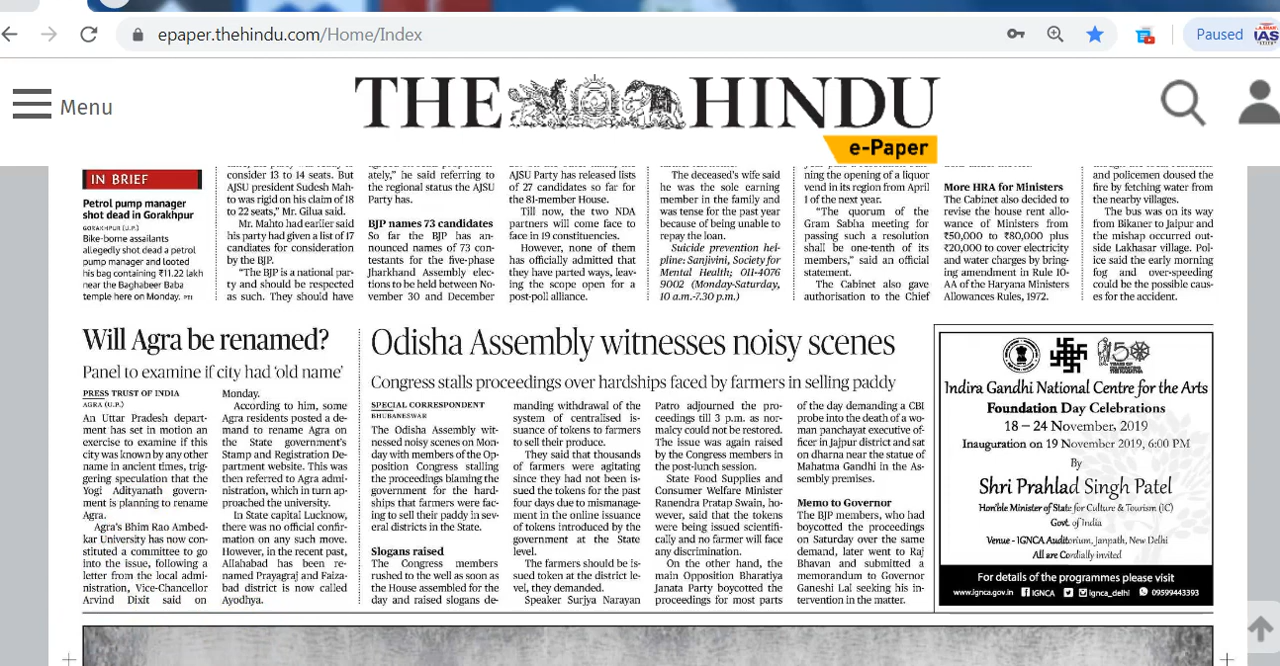 epaper.thehindu.com/Home/Index
Paused
IAS
Menu
THE HINDU
e-Paper
IN BRIEF
Petrol pump manager
shot dead in Gorakhpur
GORAKHPUR (U.P.)
Bike-borne assailants
allegedly shot dead a petrol
pump manager and looted
his bag containing ₹11.22 lakh
near the Baghabeer Baba
temple here on Monday. PTI
consider 13 to 14 seats. But
AJSU president Sudesh Mah-
to was rigid on his claim of 18
to 22 seats,” Mr. Gilua said.
Mr. Mahto had earlier said
his party had given a list of 17
candidates for consideration
by the BJP.
“The BJP is a national par-
ty and should be respected
as such. They should have
ately,” he said referring to
the regional status the AJSU
Party has.
BJP names 73 candidates
So far the BJP has an-
nounced names of 73 con-
testants for the five-phase
Jharkhand Assembly elec-
tions to be held between No-
vember 30 and December
AJSU Party has released lists
of 27 candidates so far for
the 81-member House.
Till now, the two NDA
partners will come face to
face in 19 constituencies.
However, none of them
has officially admitted that
they have parted ways, leav-
ing the scope open for a
post-poll alliance.
The deceased’s wife said
he was the sole earning
member in the family and
was tense for the past year
because of being unable to
repay the loan.
Suicide prevention hel-
pline: Sanjivini, Society for
Mental Health; 011-4076
9002 (Monday-Saturday,
10 a.m.-7.30 p.m.)
ning the opening of a liquor
vend in its region from April
1 of the next year.
“The quorum of the
Gram Sabha meeting for
passing such a resolution
shall be one-tenth of its
members,” said an official
statement.
The Cabinet also gave
authorisation to the Chief
More HRA for Ministers
The Cabinet also decided to
revise the house rent allo-
wance of Ministers from
₹50,000 to ₹80,000 plus
₹20,000 to cover electricity
and water charges by bring-
ing amendment in Rule 10-
AA of the Haryana Ministers
Allowances Rules, 1972.
and policemen doused the
fire by fetching water from
the nearby villages.
The bus was on its way
from Bikaner to Jaipur and
the mishap occurred out-
side Lakhasar village. Pol-
ice said the early morning
fog and over-speeding
could be the possible caus-
es for the accident.
Will Agra be renamed?
Panel to examine if city had ‘old name’
PRESS TRUST OF INDIA
AGRA (U.P.)
An Uttar Pradesh depart-
ment has set in motion an
exercise to examine if this
city was known by any other
name in ancient times, trig-
gering speculation that the
Yogi Adityanath govern-
ment is planning to rename
Agra.
Agra’s Bhim Rao Ambed-
kar University has now con-
stituted a committee to go
into the issue, following a
letter from the local admi-
nistration, Vice-Chancellor
Arvind Dixit said on
Monday.
According to him, some
Agra residents posted a de-
mand to rename Agra on
the State government’s
Stamp and Registration De-
partment website. This was
then referred to Agra admi-
nistration, which in turn ap-
proached the university.
In State capital Lucknow,
there was no official confir-
mation on any such move.
However, in the recent past,
Allahabad has been re-
named Prayagraj and Faiza-
bad district is now called
Ayodhya.
Odisha Assembly witnesses noisy scenes
Congress stalls proceedings over hardships faced by farmers in selling paddy
SPECIAL CORRESPONDENT
BHUBANESWAR
The Odisha Assembly wit-
nessed noisy scenes on Mon-
day with members of the Op-
position Congress stalling
the proceedings blaming the
government for the hard-
ships that farmers were fac-
ing to sell their paddy in sev-
eral districts in the State.
Slogans raised
The Congress members
rushed to the well as soon as
the House assembled for the
day and raised slogans de-
manding withdrawal of the
system of centralised is-
suance of tokens to farmers
to sell their produce.
They said that thousands
of farmers were agitating
since they had not been is-
sued the tokens for the past
four days due to mismanage-
ment in the online issuance
of tokens introduced by the
government at the State
level.
The farmers should be is-
sued token at the district le-
vel, they demanded.
Speaker Surjya Narayan
Patro adjourned the pro-
ceedings till 3 p.m. as nor-
malcy could not be restored.
The issue was again raised
by the Congress members in
the post-lunch session.
State Food Supplies and
Consumer Welfare Minister
Ranendra Pratap Swain, ho-
wever, said that the tokens
were being issued scientifi-
cally and no farmer will face
any discrimination.
On the other hand, the
main Opposition Bharatiya
Janata Party boycotted the
proceedings for most parts
of the day demanding a CBI
probe into the death of a wo-
man panchayat executive of-
ficer in Jajpur district and sat
on dharna near the statue of
Mahatma Gandhi in the As-
sembly premises.
Memo to Governor
The BJP members, who had
boycotted the proceedings
on Saturday over the same
demand, later went to Raj
Bhavan and submitted a
memorandum to Governor
Ganeshi Lal seeking his in-
tervention in the matter.
Indira Gandhi National Centre for the Arts
Foundation Day Celebrations
18 – 24 November, 2019
Inauguration on 19 November 2019, 6:00 PM
By
Shri Prahlad Singh Patel
Hon'ble Minister of State for Culture & Tourism (IC)
Govt. of India
Venue - IGNCA Auditorium, Janpath, New Delhi
All are Cordially invited
For details of the programmes please visit
www.ignca.gov.in IGNCA ignca_delhi 09599443393